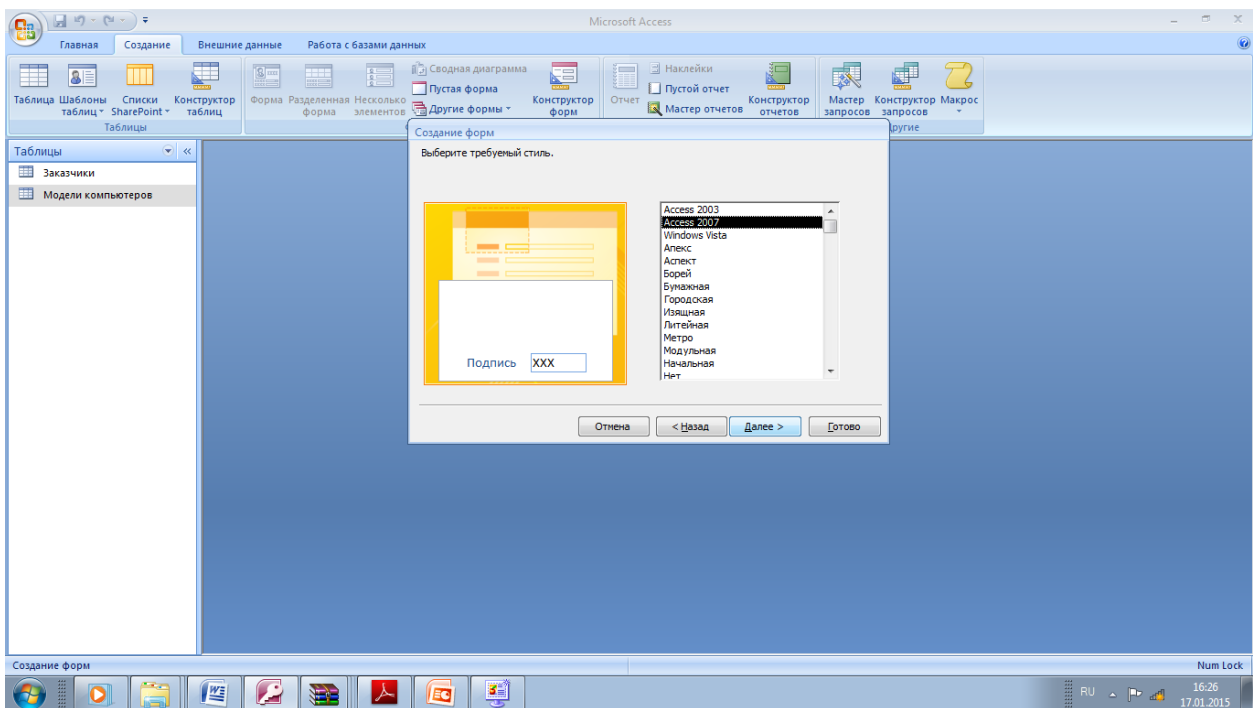 Microsoft Access
Главная Создание Внешние данные Работа с базами данных
Таблица
Шаблоны таблиц
Списки SharePoint
Конструктор таблиц
Таблицы
Форма
Разделенная форма
Несколько элементов
Сводная диаграмма
Пустая форма
Другие формы
Конструктор форм
Отчет
Наклейки
Пустой отчет
Мастер отчетов
Конструктор отчетов
Мастер запросов
Конструктор запросов
Макрос
Другие
Таблицы
Заказчики
Модели компьютеров
Создание форм
Выберите требуемый стиль.
Подпись XXX
Access 2003
Access 2007
Windows Vista
Апекс
Аспект
Борей
Бумажная
Городская
Изящная
Литейная
Метро
Модульная
Начальная
Нет
Отмена < Назад Далее > Готово
Создание форм Num Lock
RU 16:26
17.01.2015